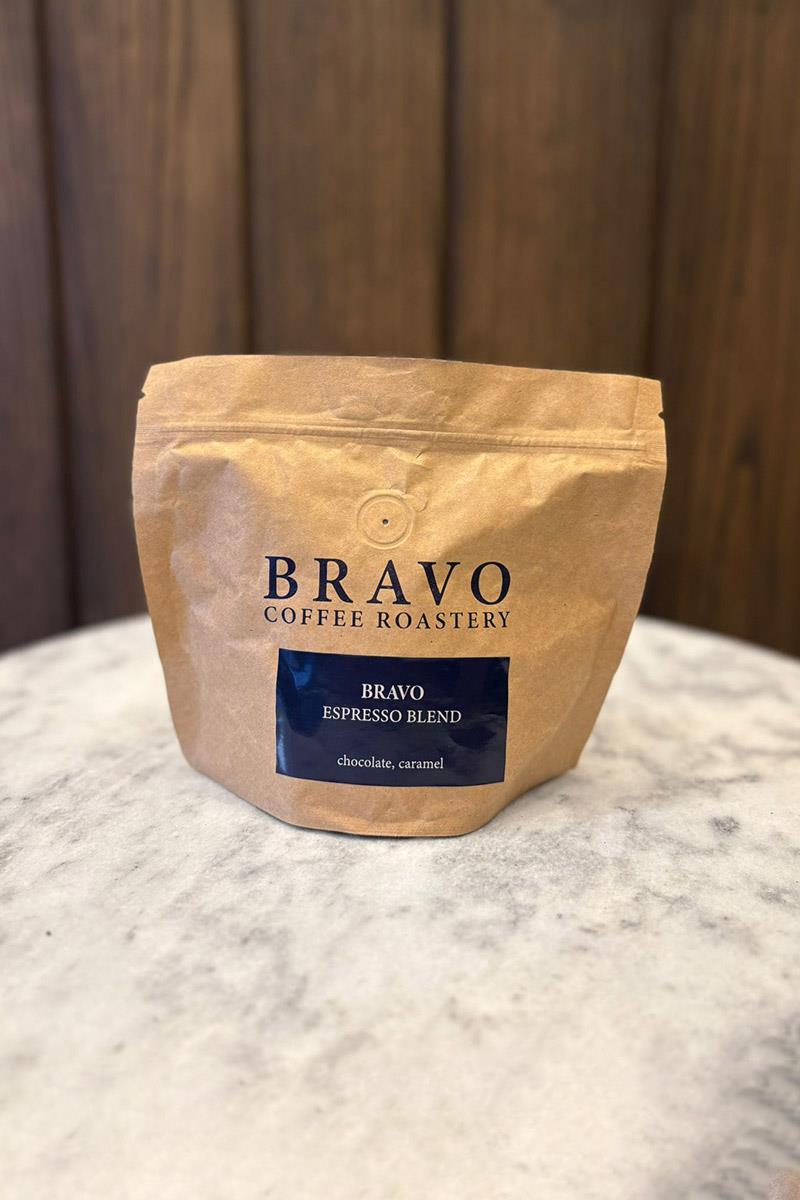 BRAVO
COFFEE ROASTERY
BRAVO
ESPRESSO BLEND
chocolate, caramel